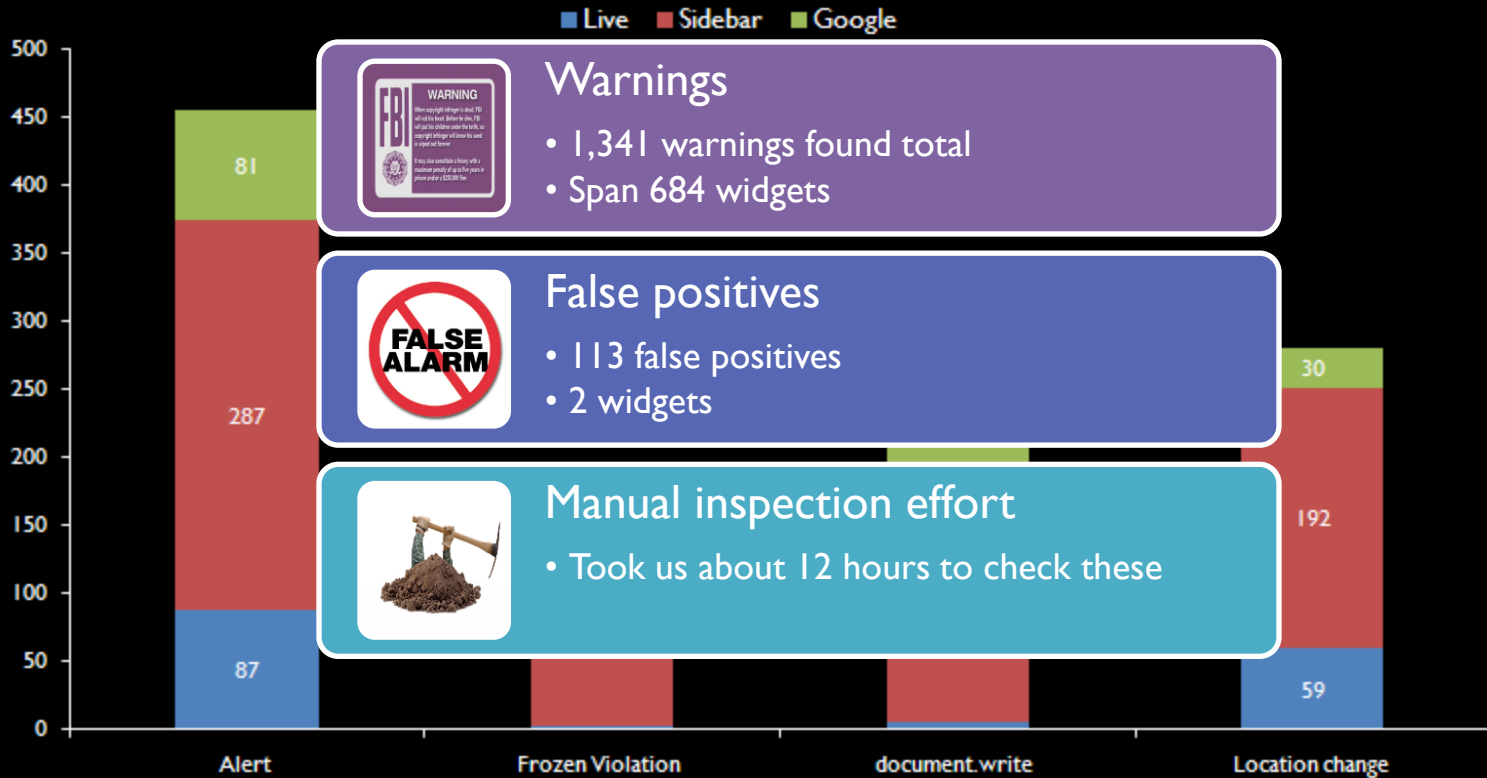 Live Sidebar Google
500
450
400
350
300
250
200
150
100
50
0
81
287
87
Warnings
• 1,341 warnings found total
• Span 684 widgets
FBI
WARNING
False positives
• 113 false positives
• 2 widgets
FALSE
ALARM
Manual inspection effort
• Took us about 12 hours to check these
30
192
59
Alert Frozen Violation document.write Location change